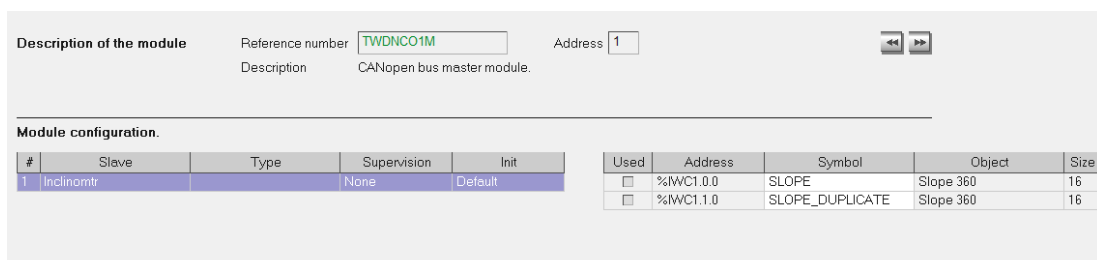 Description of the module Reference number TWDNCO1M Address 1
Description CANopen bus master module.
Module configuration.
# Slave Type Supervision Init Used Address Symbol Object Size
1 Inclinomtr None Default %IWC1.0.0 SLOPE Slope 360 16
%IWC1.1.0 SLOPE_DUPLICATE Slope 360 16